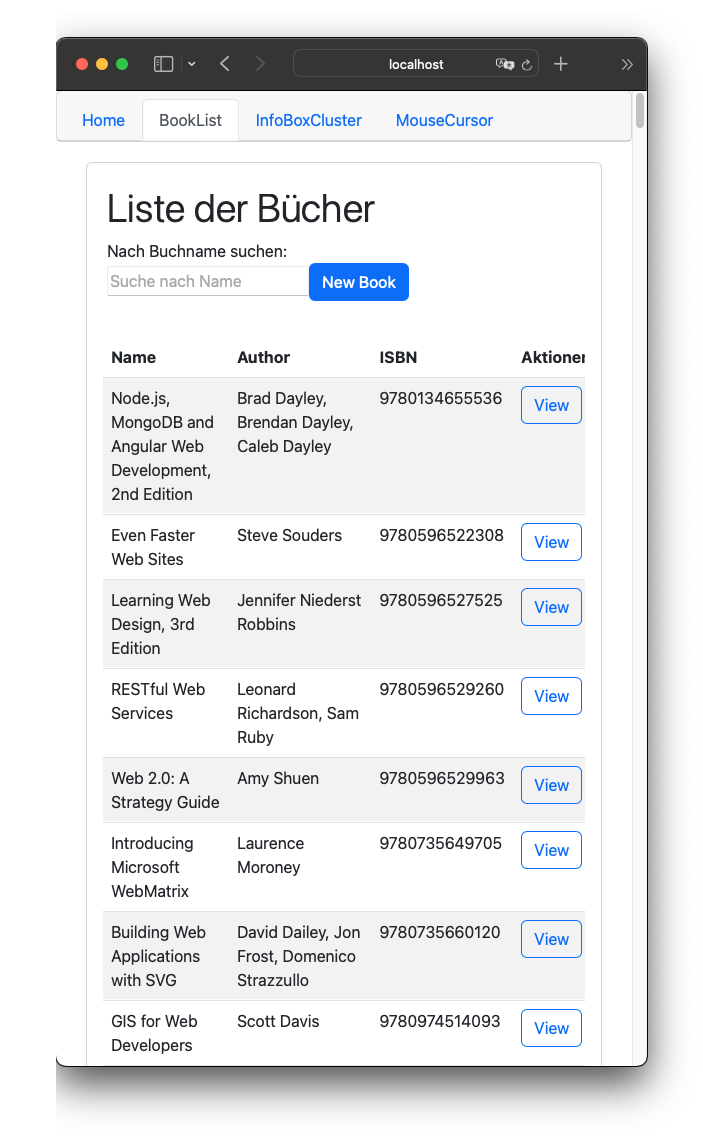 localhost
Home BookList InfoBoxCluster MouseCursor
Liste der Bücher
Nach Buchname suchen:
Suche nach Name New Book
Name Author ISBN Aktionen
Node.js, Brad Dayley, 9780134655536 View
MongoDB and Brendan Dayley,
Angular Web Caleb Dayley
Development,
2nd Edition
Even Faster Steve Souders 9780596522308 View
Web Sites
Learning Web Jennifer Niederst 9780596527525 View
Design, 3rd Robbins
Edition
RESTful Web Leonard 9780596529260 View
Services Richardson, Sam
Ruby
Web 2.0: A Amy Shuen 9780596529963 View
Strategy Guide
Introducing Laurence 9780735649705 View
Microsoft Moroney
WebMatrix
Building Web David Dailey, Jon 9780735660120 View
Applications Frost, Domenico
with SVG Strazzullo
GIS for Web Scott Davis 9780974514093 View
Developers